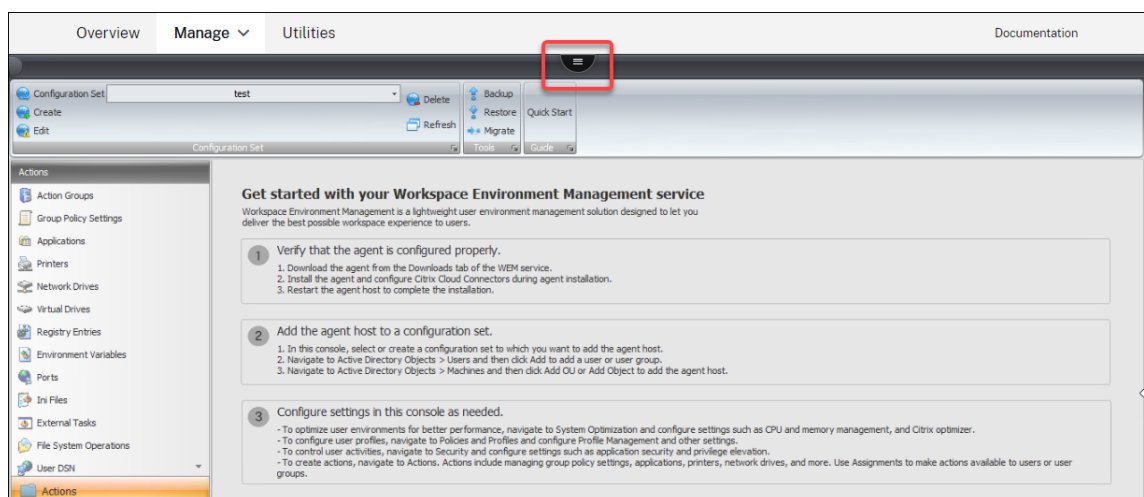 Overview
Manage
Utilities
Documentation
Configuration Set
test
Create
Edit
Delete
Refresh
Configuration Set
Backup
Restore
Migrate
Tools
Quick Start
Guide
Actions
Action Groups
Group Policy Settings
Applications
Printers
Network Drives
Virtual Drives
Registry Entries
Environment Variables
Ports
Ini Files
External Tasks
File System Operations
User DSN
Actions
Get started with your Workspace Environment Management service
Workspace Environment Management is a lightweight user environment management solution designed to let you
deliver the best possible workspace experience to users.
1
Verify that the agent is configured properly.
1. Download the agent from the Downloads tab of the WEM service.
2. Install the agent and configure Citrix Cloud Connectors during agent installation.
3. Restart the agent host to complete the installation.
2
Add the agent host to a configuration set.
1. In this console, select or create a configuration set to which you want to add the agent host.
2. Navigate to Active Directory Objects > Users and then click Add to add a user or user group.
3. Navigate to Active Directory Objects > Machines and then click Add OU or Add Object to add the agent host.
3
Configure settings in this console as needed.
- To optimize user environments for better performance, navigate to System Optimization and configure settings such as CPU and memory management, and Citrix optimizer.
- To configure user profiles, navigate to Policies and Profiles and configure Profile Management and other settings.
- To control user activities, navigate to Security and configure settings such as application security and privilege elevation.
- To create actions, navigate to Actions. Actions include managing group policy settings, applications, printers, network drives, and more. Use Assignments to make actions available to users or user
groups.